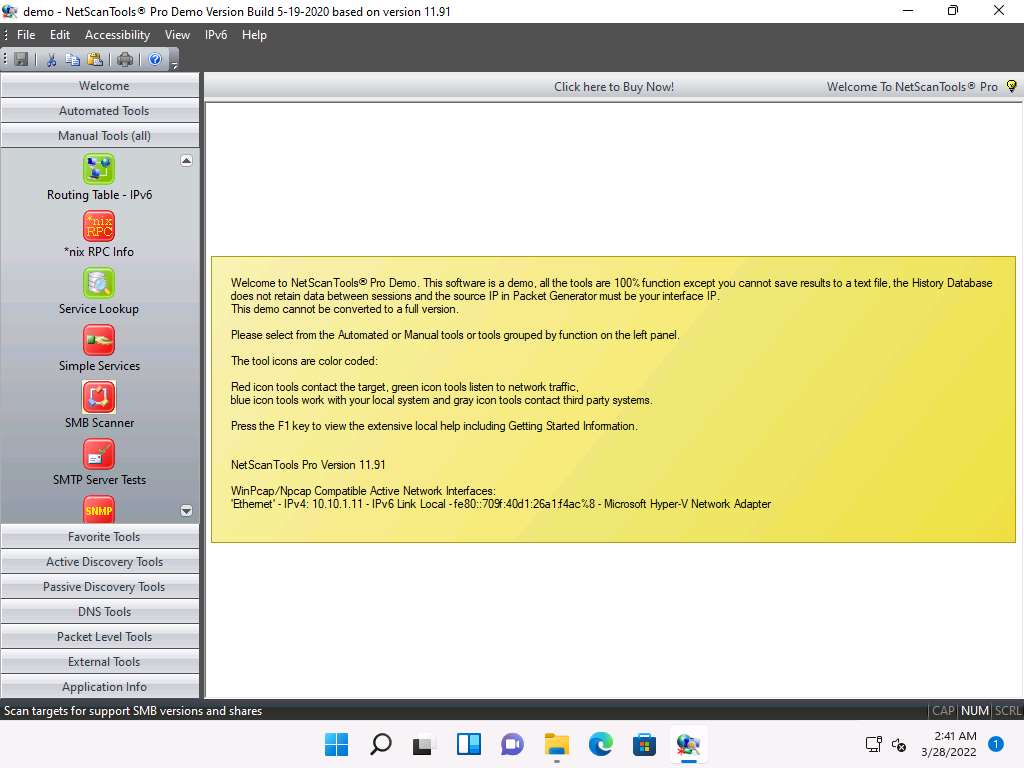 demo - NetScanTools® Pro Demo Version Build 5-19-2020 based on version 11.91
File Edit Accessibility View IPv6 Help
Welcome
Click here to Buy Now!
Welcome To NetScanTools® Pro
Automated Tools
Manual Tools (all)
Routing Table - IPv6
*nix RPC
*nix RPC Info
Service Lookup
Simple Services
SMB Scanner
SMTP Server Tests
SNMP
Favorite Tools
Active Discovery Tools
Passive Discovery Tools
DNS Tools
Packet Level Tools
External Tools
Application Info
Welcome to NetScanTools® Pro Demo. This software is a demo, all the tools are 100% function except you cannot save results to a text file, the History Database
does not retain data between sessions and the source IP in Packet Generator must be your interface IP.
This demo cannot be converted to a full version.
Please select from the Automated or Manual tools or tools grouped by function on the left panel.
The tool icons are color coded:
Red icon tools contact the target, green icon tools listen to network traffic,
blue icon tools work with your local system and gray icon tools contact third party systems.
Press the F1 key to view the extensive local help including Getting Started Information.
NetScanTools Pro Version 11.91
WinPcap/Npcap Compatible Active Network Interfaces:
'Ethernet' - IPv4: 10.10.1.11 - IPv6 Link Local - fe80::709f:40d1:26a1:f4ac%8 - Microsoft Hyper-V Network Adapter
Scan targets for support SMB versions and shares
CAP NUM SCRL
2:41 AM
3/28/2022
1